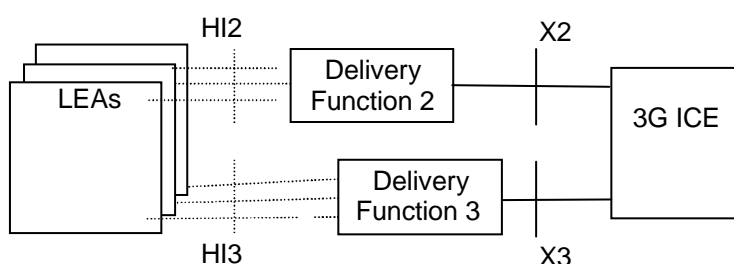 HI2
X2
LEAs
Delivery
Function 2
3G ICE
Delivery
Function 3
HI3
X3